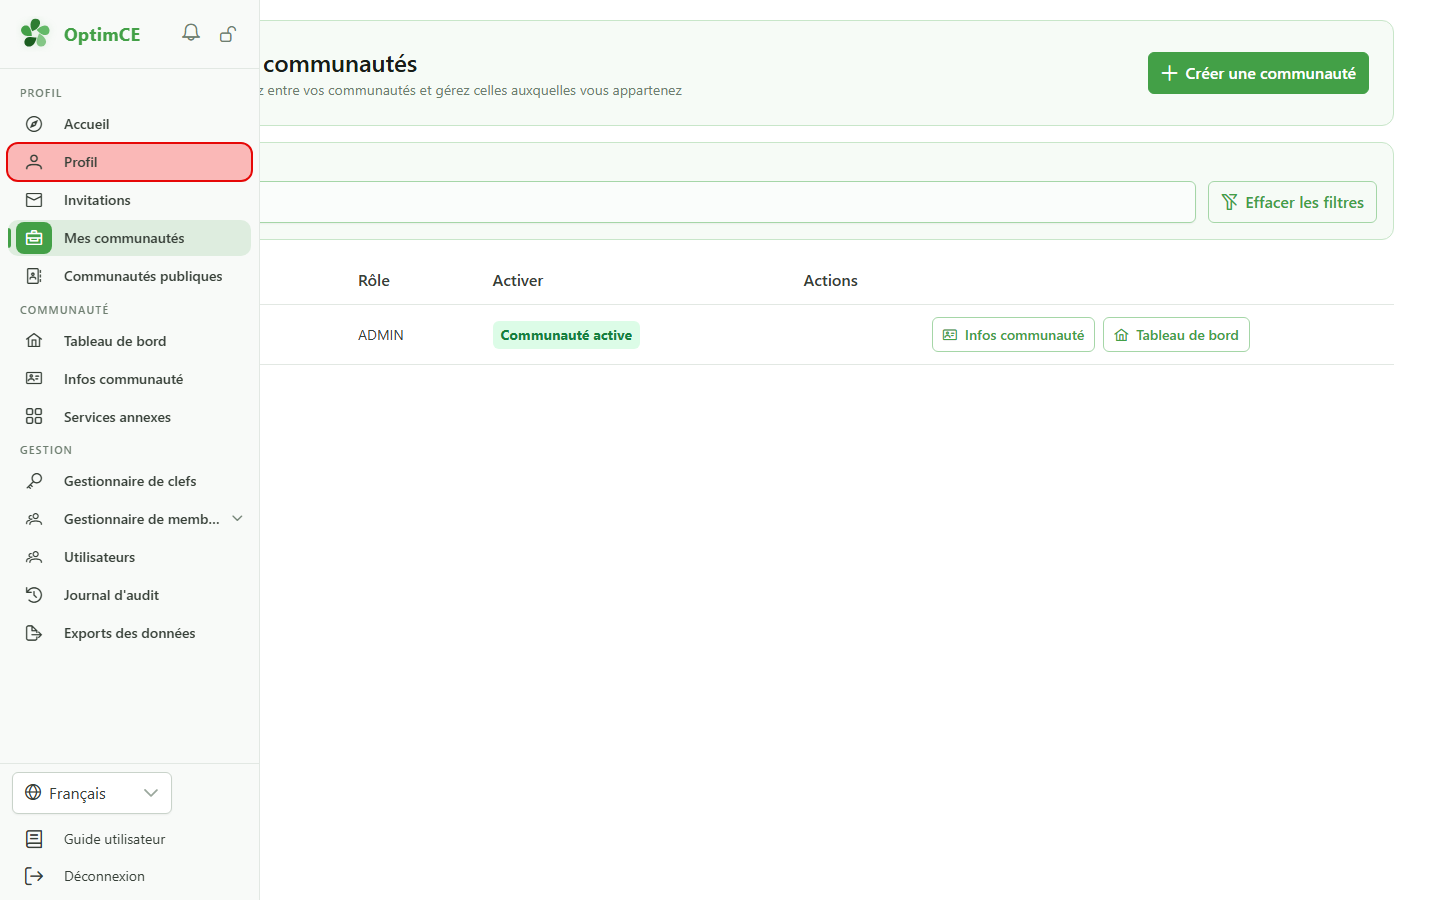 OptimCE
PROFIL
Accueil
Profil
Invitations
Mes communautés
Communautés publiques
COMMUNAUTÉ
Tableau de bord
Infos communauté
Services annexes
GESTION
Gestionnaire de clefs
Gestionnaire de memb...
Utilisateurs
Journal d'audit
Exports des données
Français
Guide utilisateur
Déconnexion
communautés
entre vos communautés et gérez celles auxquelles vous appartenez
Créer une communauté
Effacer les filtres
Rôle Activer Actions
ADMIN Communauté active Infos communauté Tableau de bord